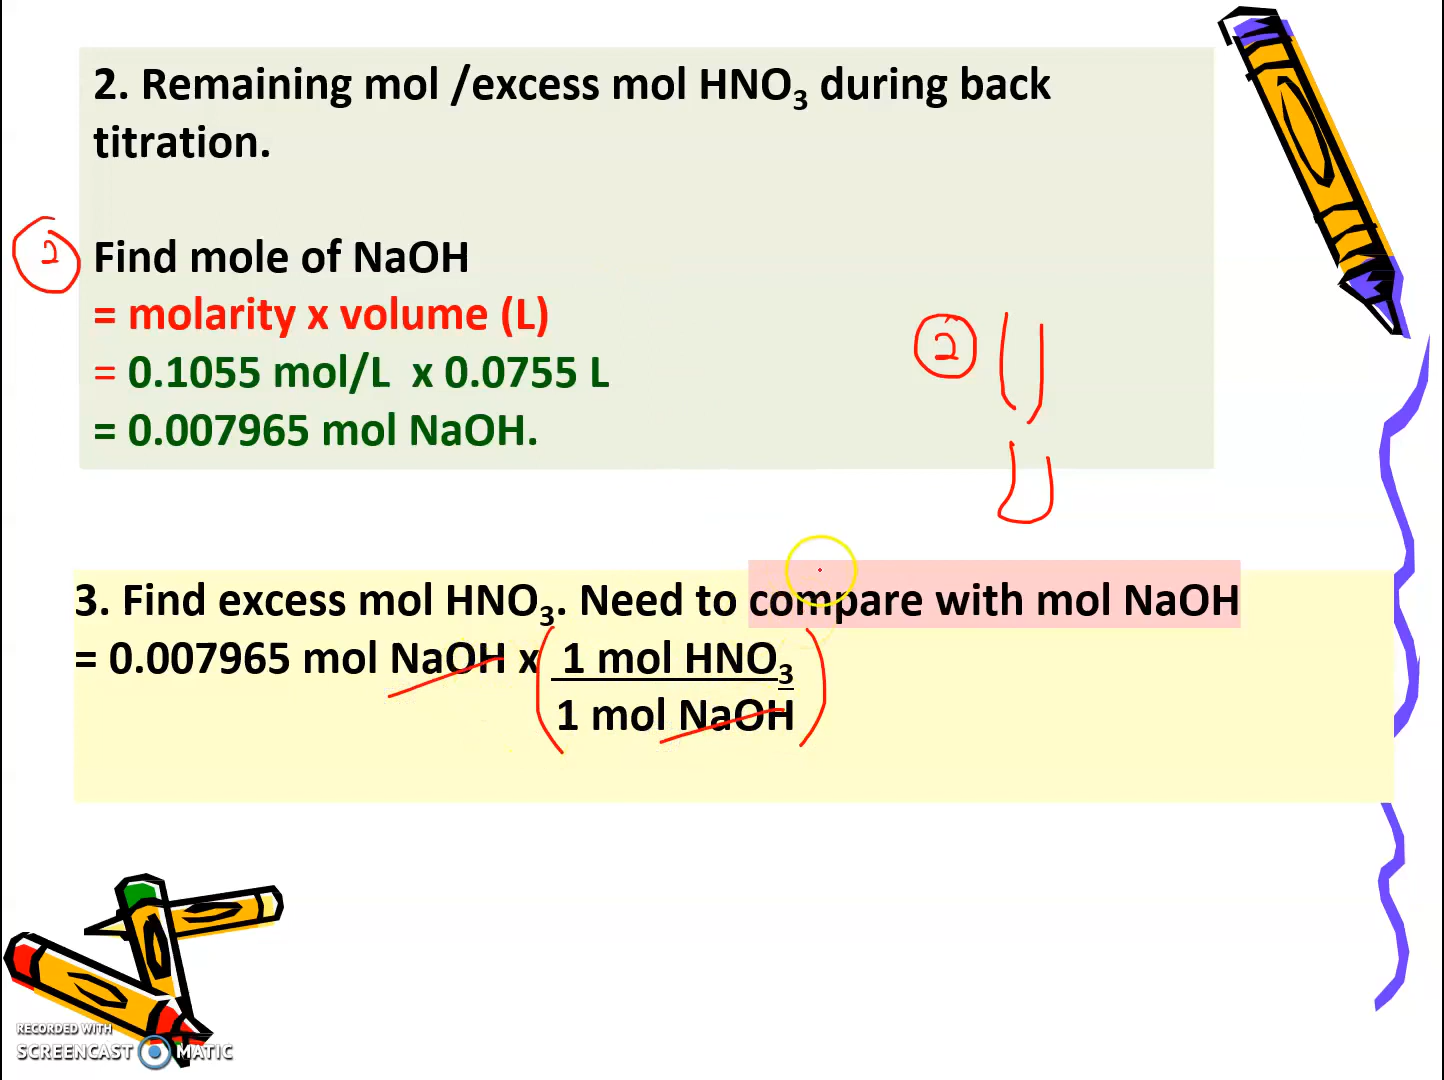 2. Remaining mol /excess mol HNO₃ during back
titration.
2
Find mole of NaOH
= molarity x volume (L)
= 0.1055 mol/L x 0.0755 L
= 0.007965 mol NaOH.
2
3. Find excess mol HNO₃. Need to compare with mol NaOH
= 0.007965 mol NaOH x 1 mol HNO₃
1 mol NaOH
RECORDED WITH
SCREENCAST MATIC